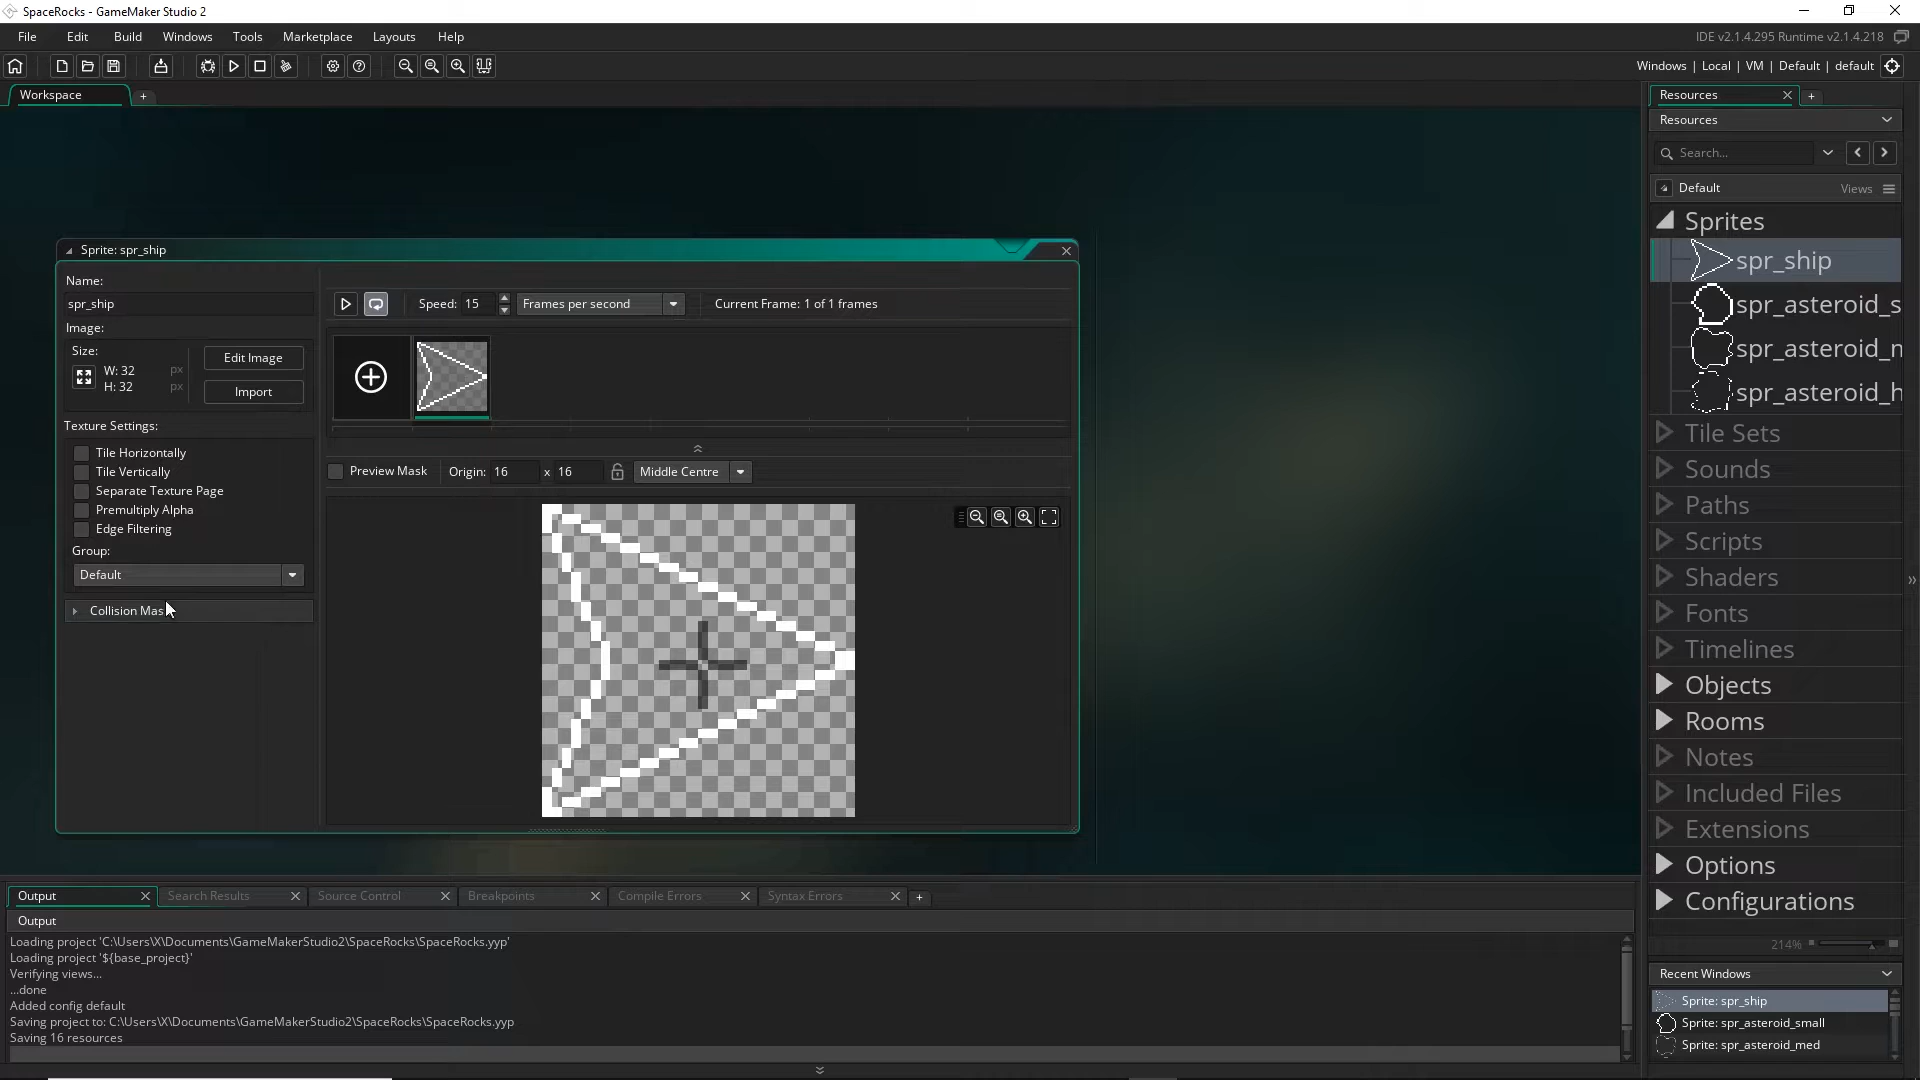 SpaceRocks - GameMaker Studio 2
File Edit Build Windows Tools Marketplace Layouts Help
IDE v2.1.4.295 Runtime v2.1.4.218
Windows | Local | VM | Default | default
Workspace
Resources
Resources
Search...
Default Views
Sprites
spr_ship
spr_asteroid_s
spr_asteroid_m
spr_asteroid_h
Tile Sets
Sounds
Paths
Scripts
Shaders
Fonts
Timelines
Objects
Rooms
Notes
Included Files
Extensions
Options
Configurations
214%
Recent Windows
Sprite: spr_ship
Sprite: spr_asteroid_small
Sprite: spr_asteroid_med
Sprite: spr_ship
Name:
spr_ship
Image:
Size:
W: 32 px
H: 32 px
Edit Image
Import
Texture Settings:
Tile Horizontally
Tile Vertically
Separate Texture Page
Premultiply Alpha
Edge Filtering
Group:
Default
Collision Mas
Speed: 15 Frames per second Current Frame: 1 of 1 frames
Preview Mask Origin: 16 x 16 Middle Centre
Output Search Results Source Control Breakpoints Compile Errors Syntax Errors
Output
Loading project 'C:\Users\X\Documents\GameMakerStudio2\SpaceRocks\SpaceRocks.yyp'
Loading project '${base_project}'
Verifying views...
...done
Added config default
Saving project to: C:\Users\X\Documents\GameMakerStudio2\SpaceRocks\SpaceRocks.yyp
Saving 16 resources